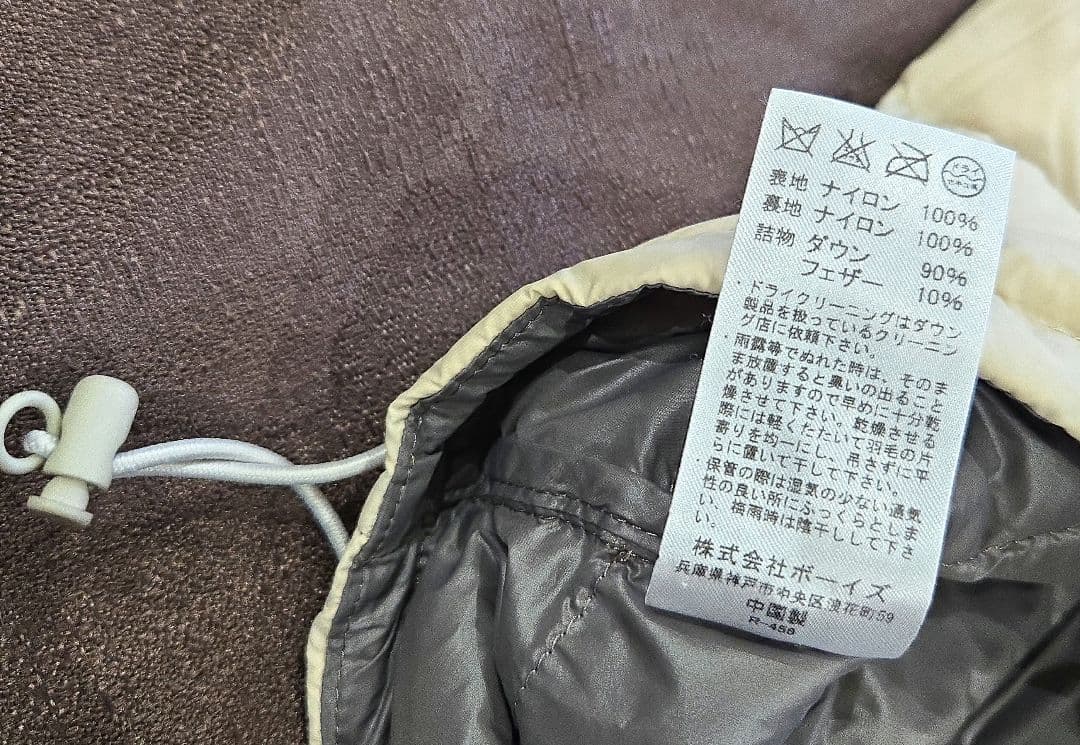 ドライ
セキユ系
表地 ナイロン 100%
裏地 ナイロン 100%
詰物 ダウン 90%
フェザー 10%
・ドライクリーニングはダウン
製品を扱っているクリーニン
グ店に依頼下さい。
雨露等でぬれた時は、そのま
ま放置すると臭いの出ること
がありますので早めに十分乾
燥させて下さい。乾燥させる
際には軽くたたいて羽毛の片
寄りを均一にし、吊さずに平
らに置いて干して下さい。
保管の際は湿気の少ない通気
性の良い所にふっくらとしま
い、梅雨時は陰干しして下さ
い。
株式会社ボーイズ
兵庫県神戸市中央区浪花町59
中国製
R-450